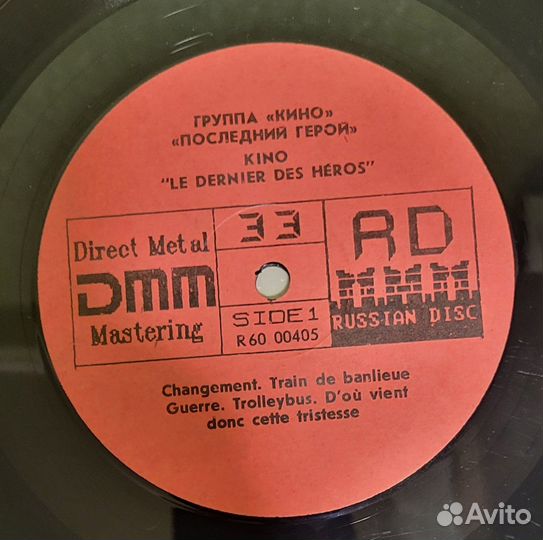 ГРУППА «КИНО»
«ПОСЛЕДНИЙ ГЕРОЙ»
KINO
"LE DERNIER DES HÉROS"
Direct Metal
DMM
Mastering
33
SIDE 1
R60 00405
RD
RUSSIAN DISC
Changement. Train de banlieue
Guerre. Trolleybus. D'où vient
donc cette tristesse
Avito